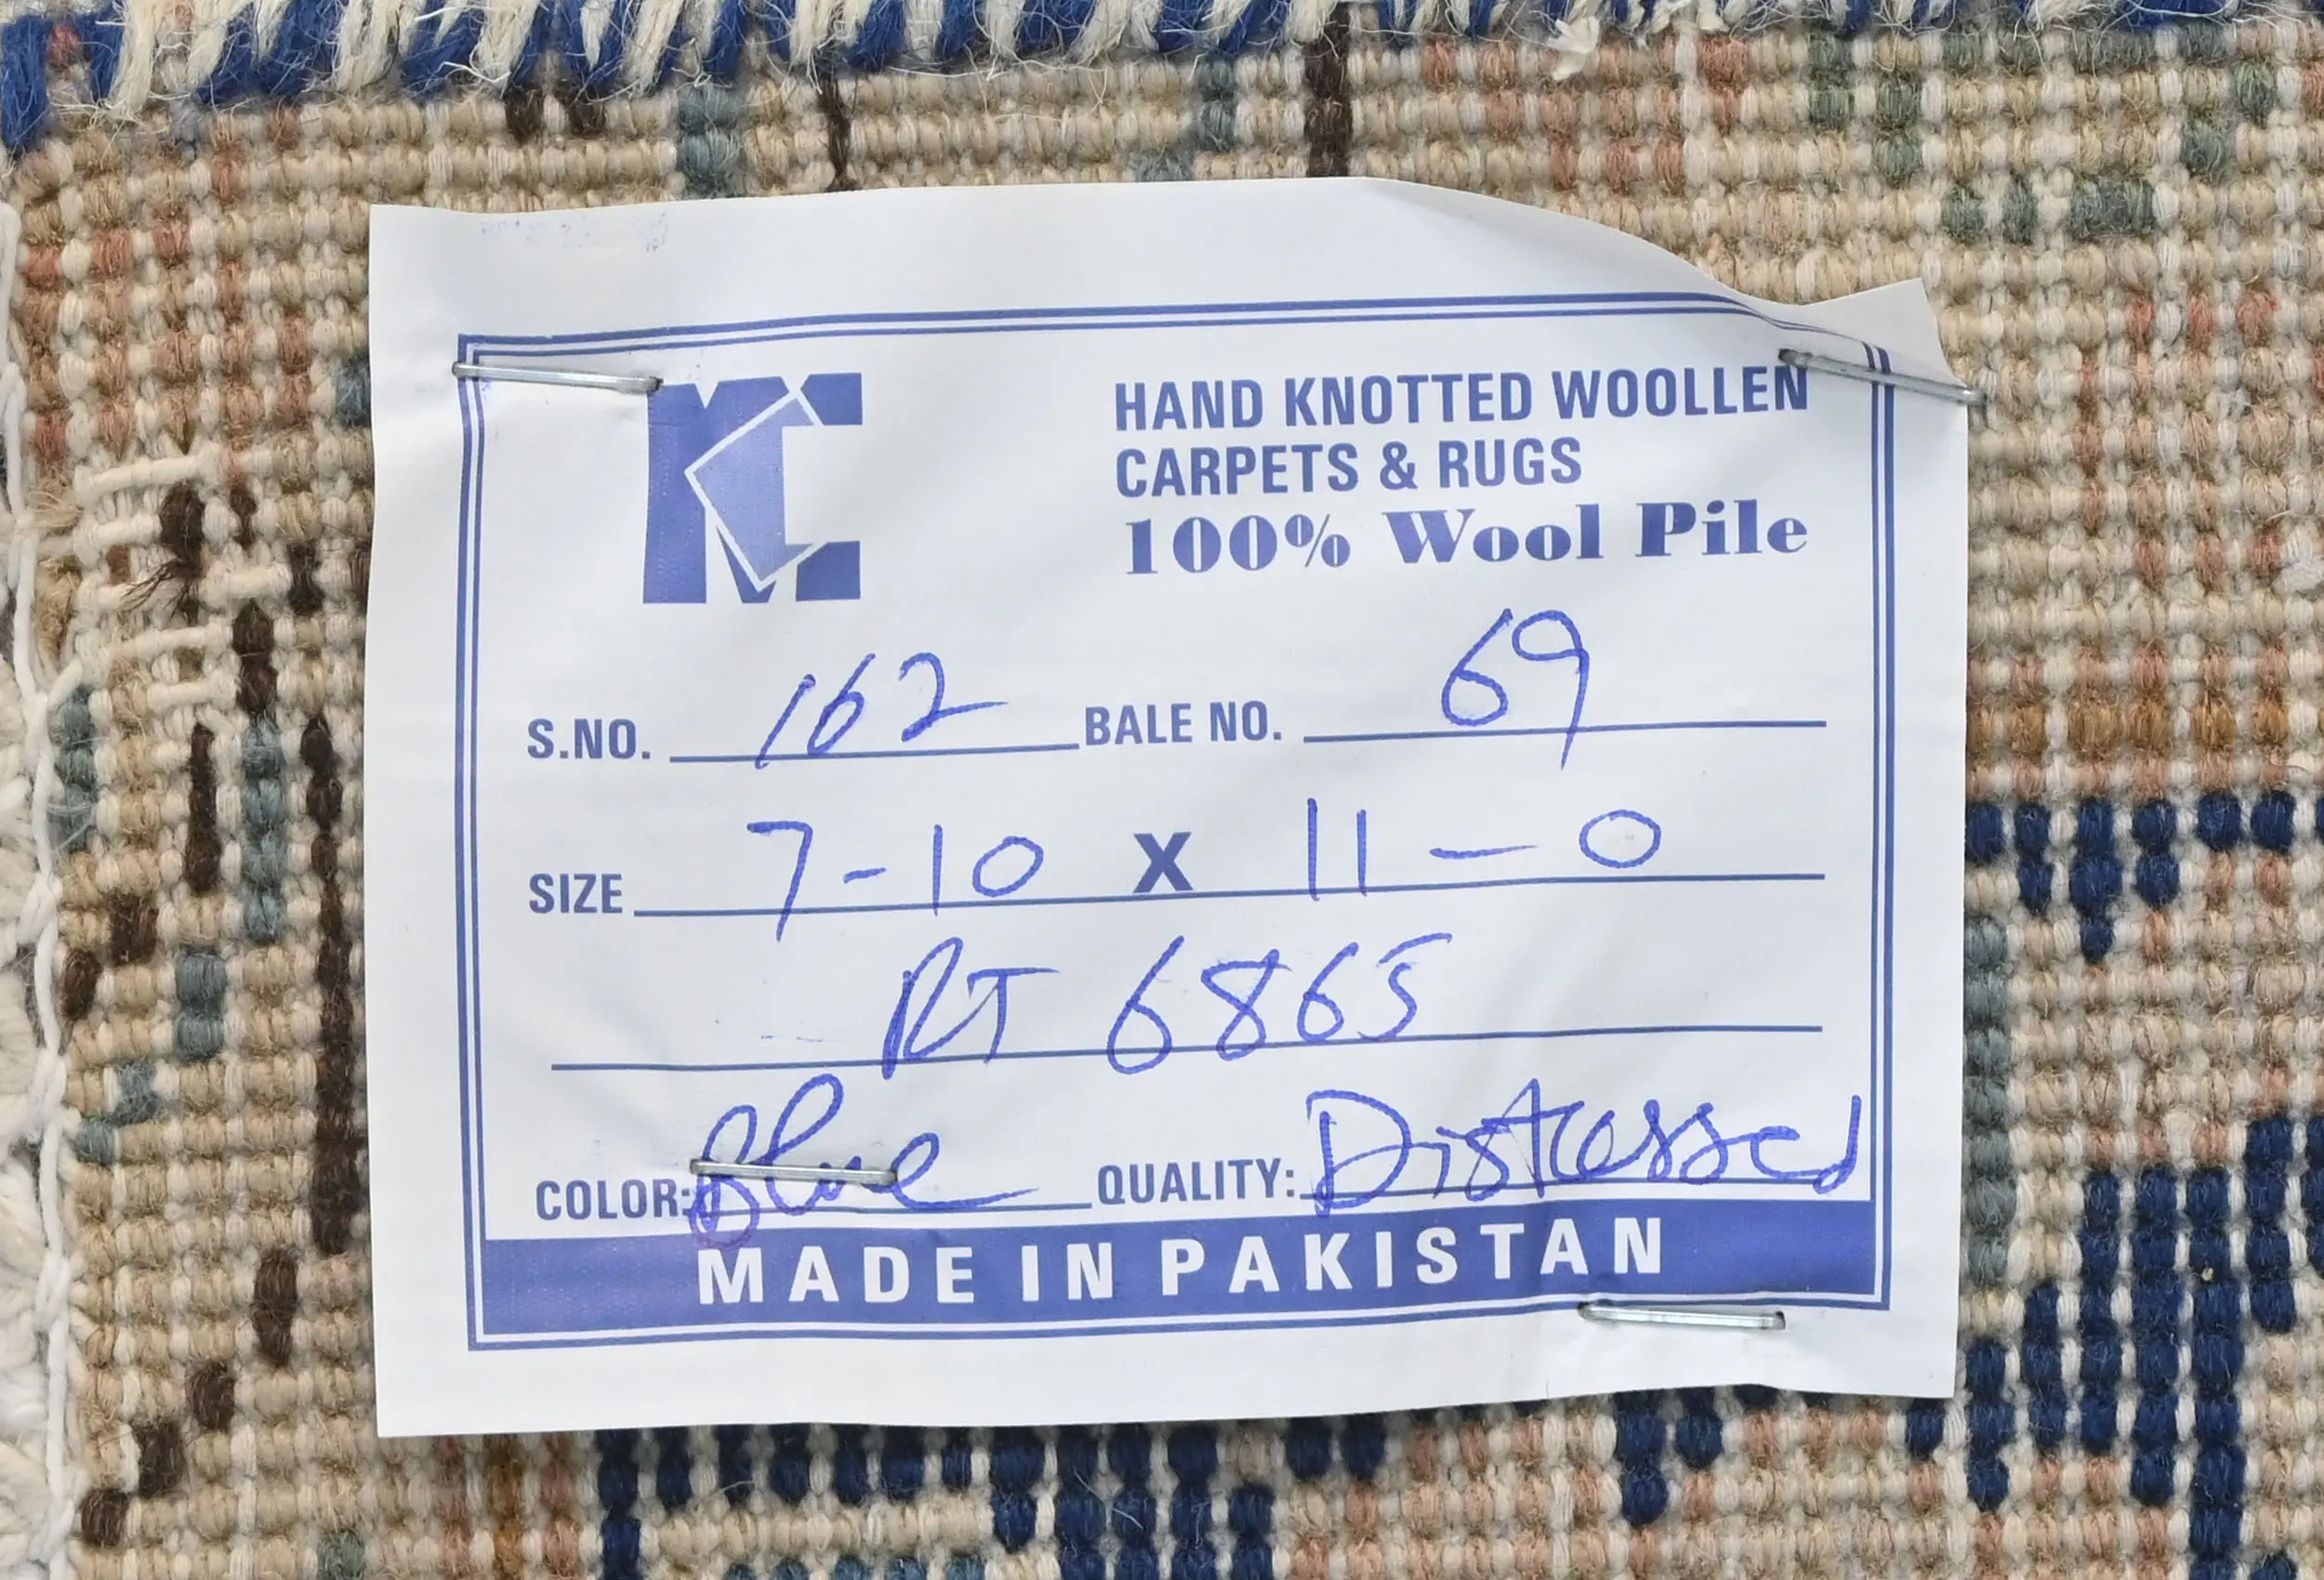 MC
HAND KNOTTED WOOLLEN
CARPETS & RUGS
100% Wool Pile
S.NO. 162 BALE NO. 69
SIZE 7-10 X 11-0
RT 6865
COLOR: Blue QUALITY: Distressed
MADE IN PAKISTAN